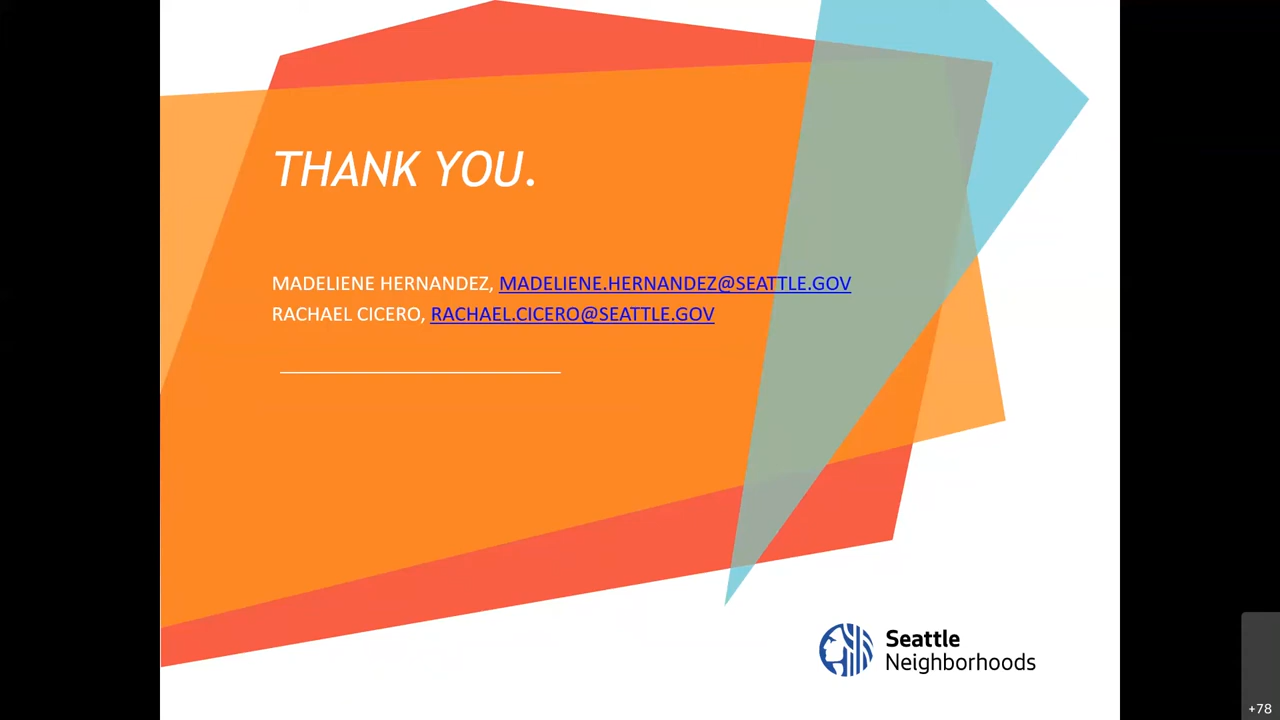 THANK YOU.
MADELIENE HERNANDEZ, MADELIENE.HERNANDEZ@SEATTLE.GOV
RACHAEL CICERO, RACHAEL.CICERO@SEATTLE.GOV
Seattle
Neighborhoods
+78